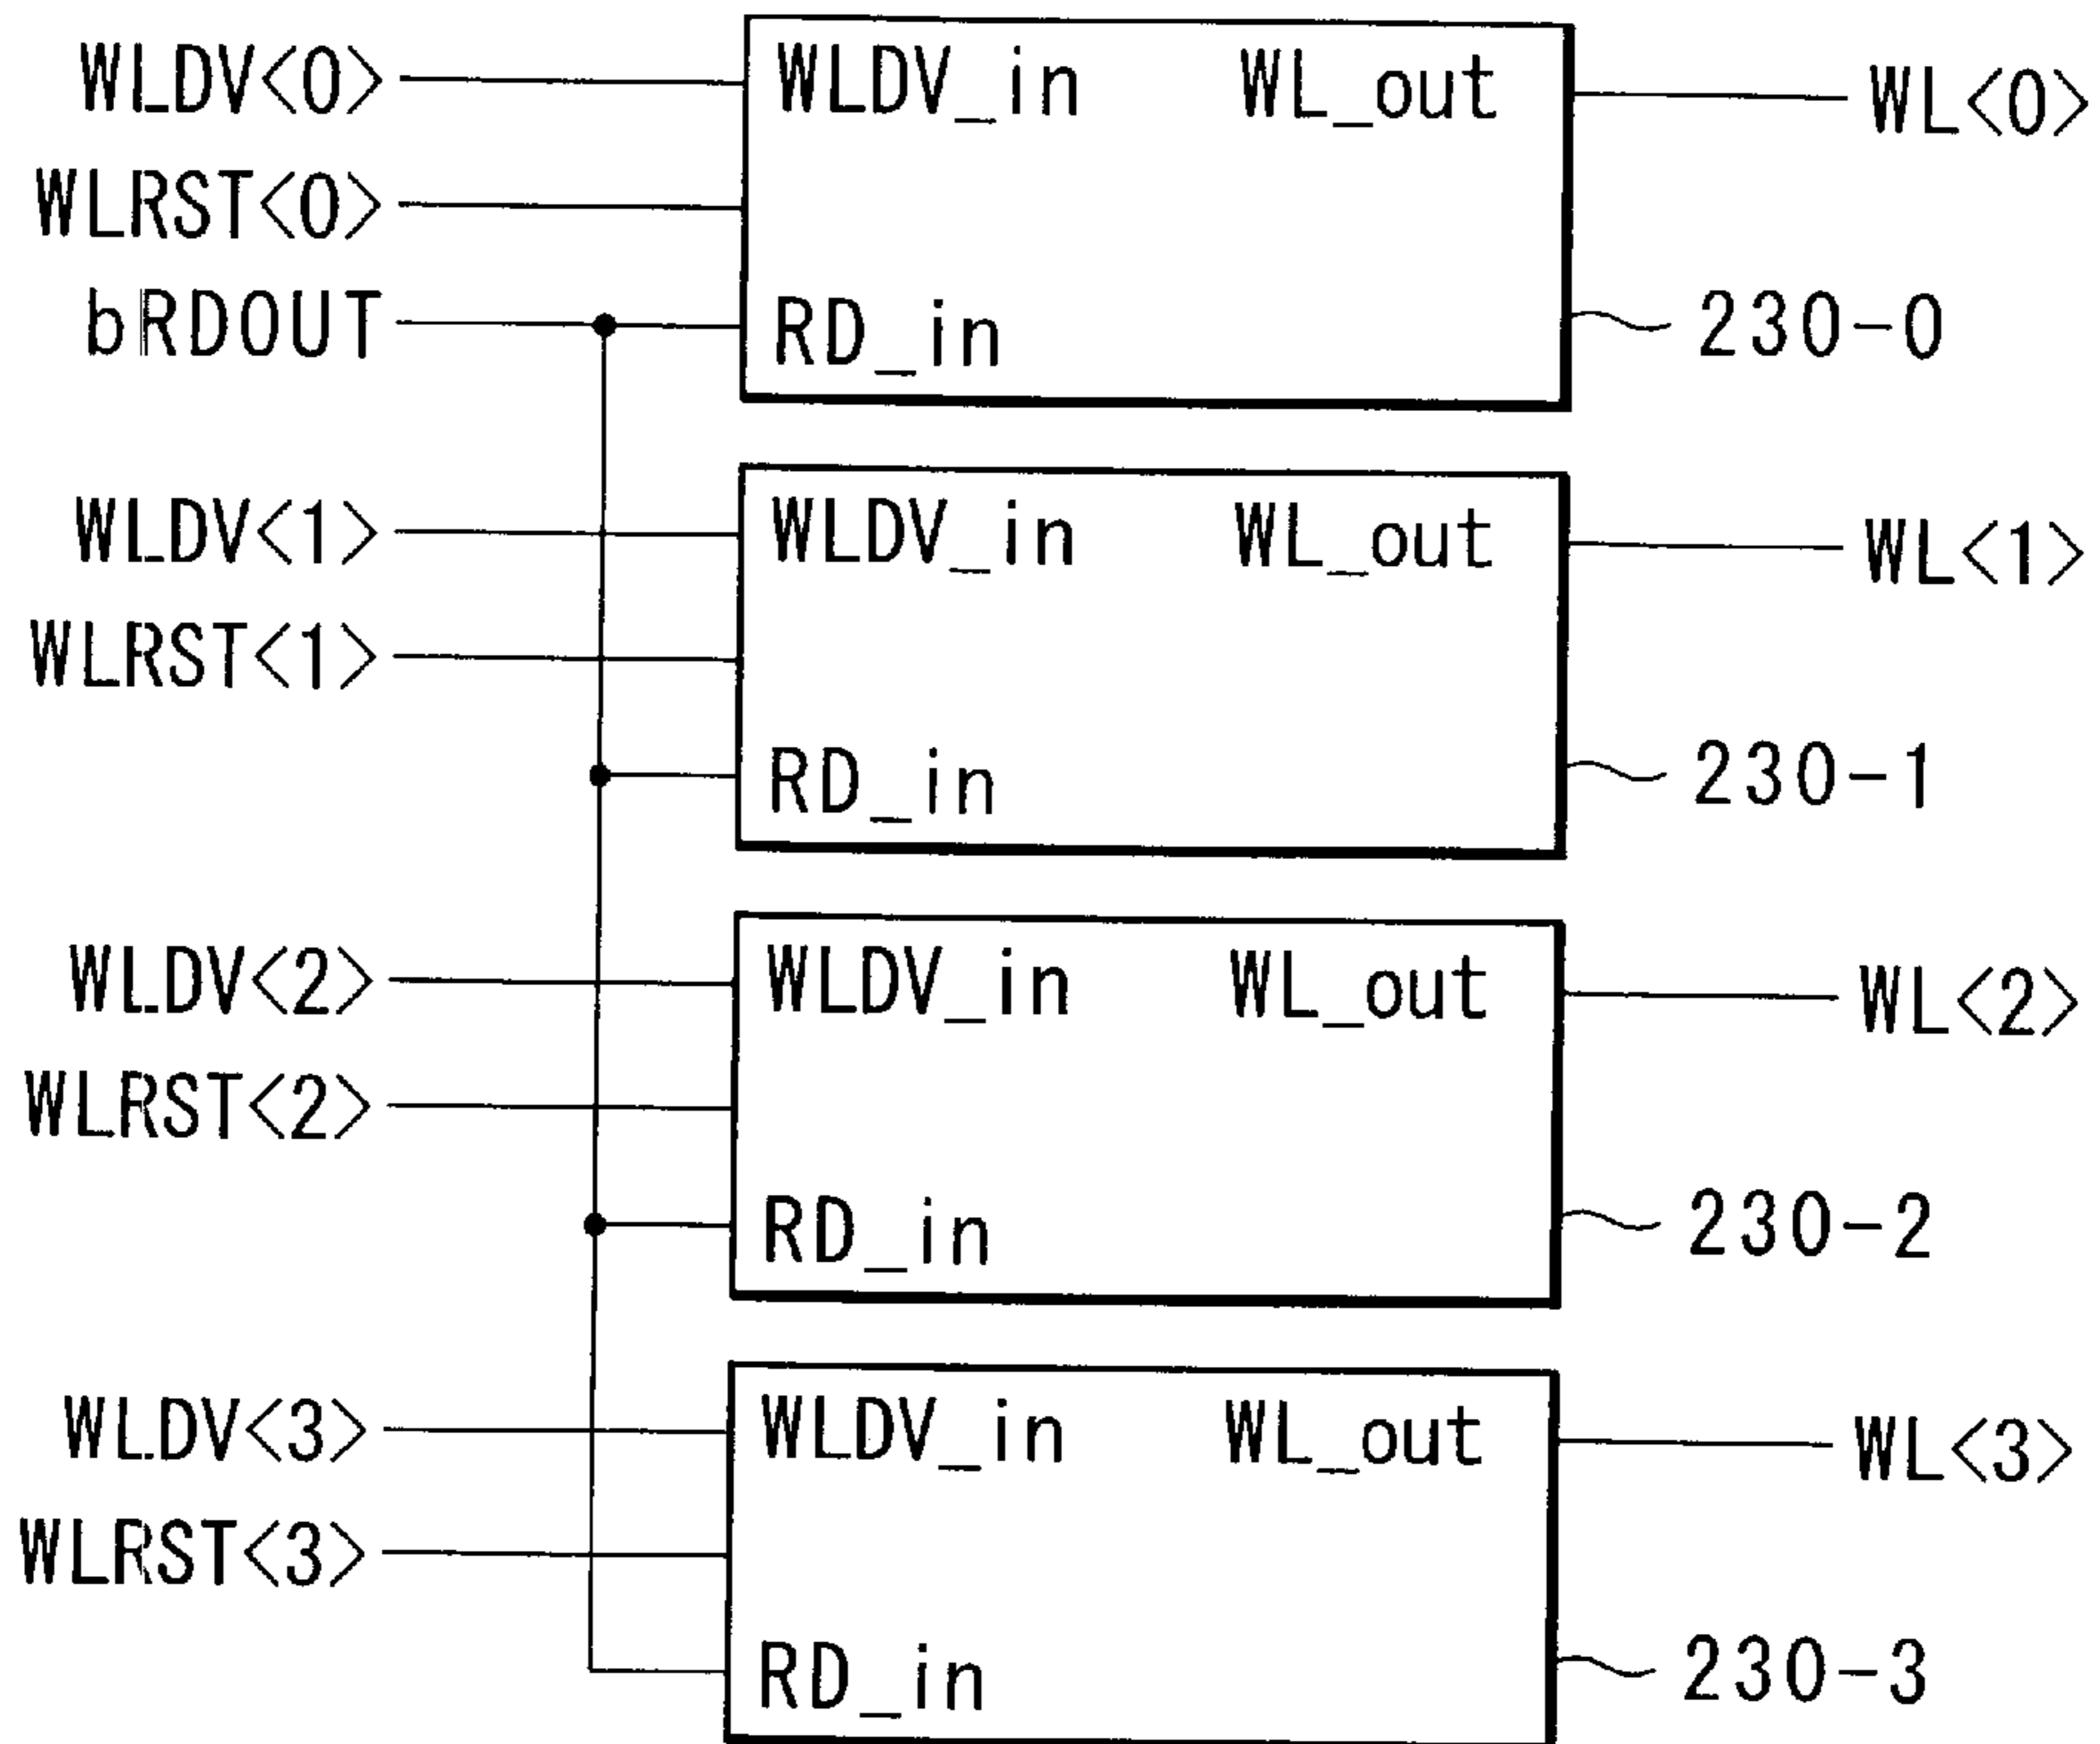 WLDV<0> WLDV_in WL_out WL<0>
WLRST<0>
bRDOUT RD_in 230-0
WLDV<1> WLDV_in WL_out WL<1>
WLRST<1>
RD_in 230-1
WLDV<2> WLDV_in WL_out WL<2>
WLRST<2>
RD_in 230-2
WLDV<3> WLDV_in WL_out WL<3>
WLRST<3>
RD_in 230-3